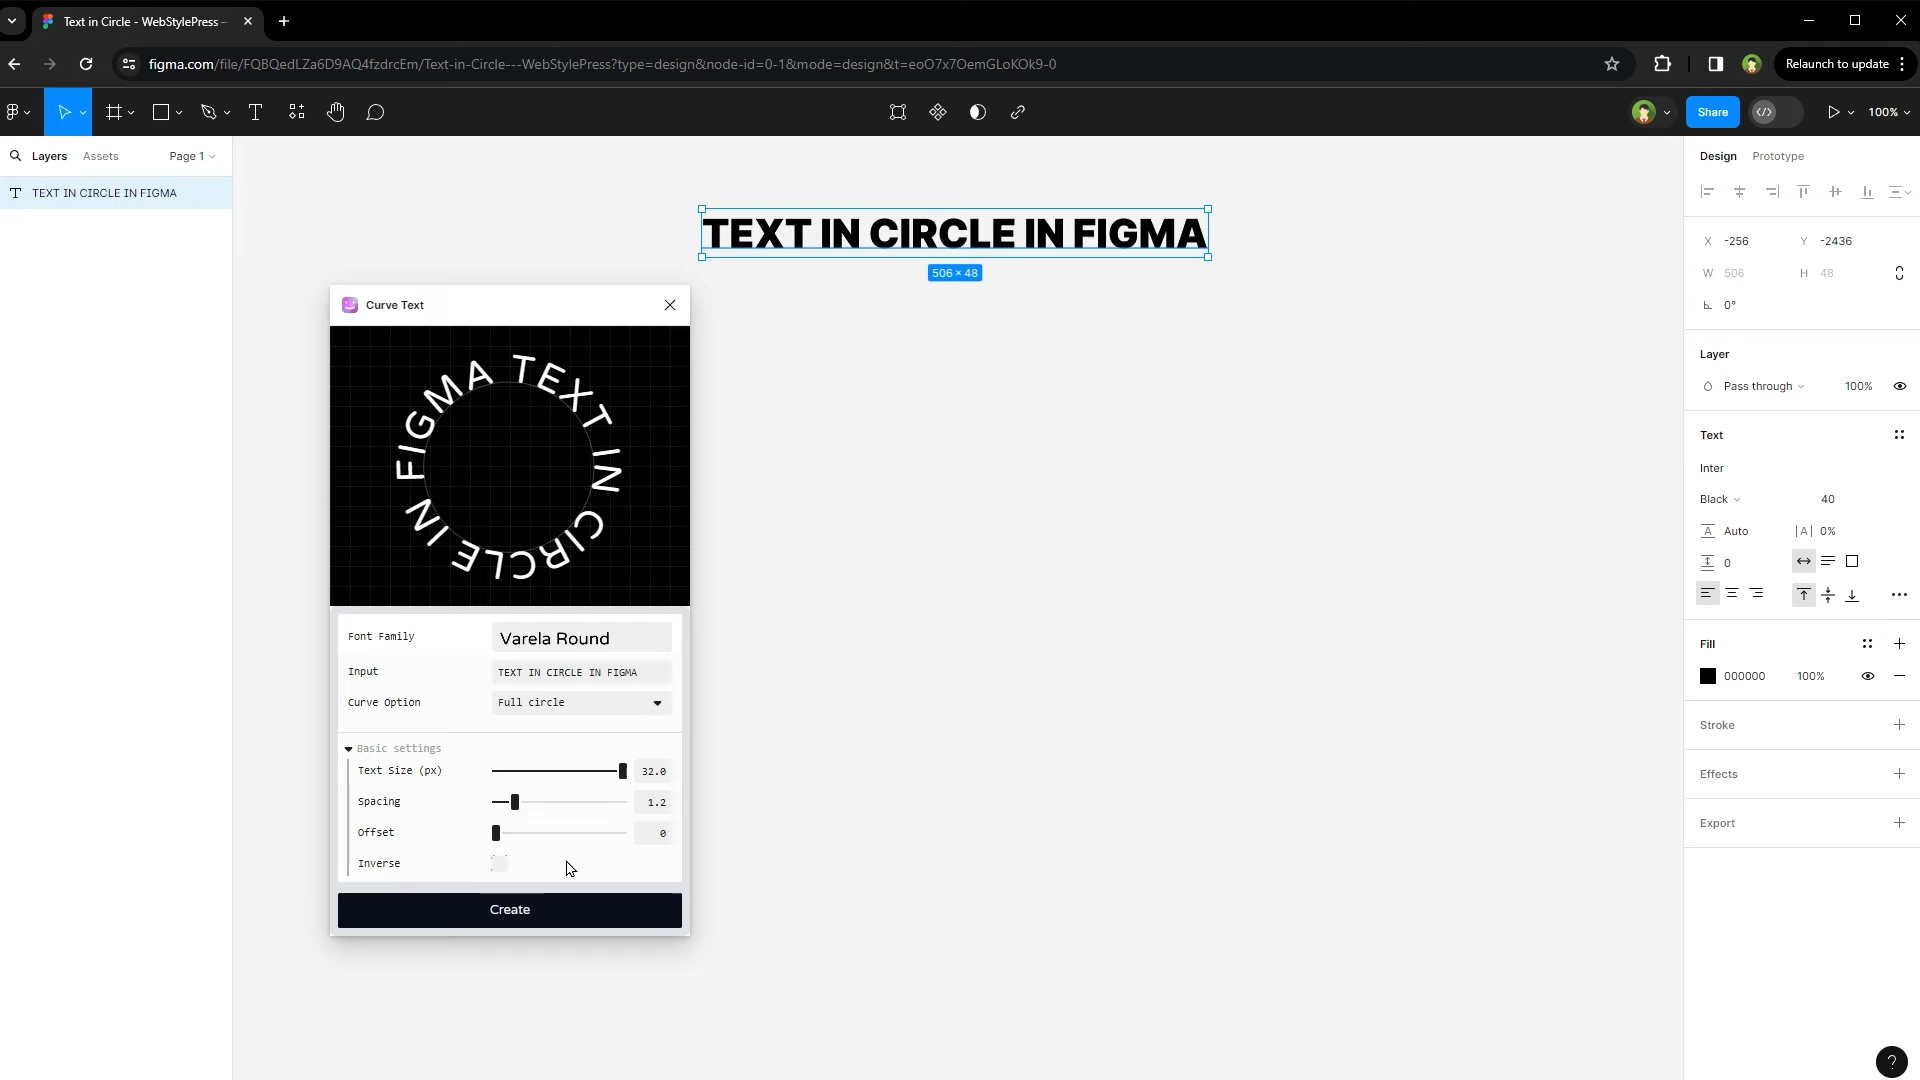 Text in Circle - WebStylePress -
figma.com/file/FQBQedLZa6D9AQ4fzdrcEm/Text-in-Circle---WebStylePress?type=design&node-id=0-1&mode=design&t=eoO7x7OemGLoKOk9-0
Relaunch to update
Share
100%
Layers
Assets
Page 1
TEXT IN CIRCLE IN FIGMA
TEXT IN CIRCLE IN FIGMA
506 × 48
Curve Text
TEXT IN CIRCLE IN FIGMA
Font Family
Varela Round
Input
TEXT IN CIRCLE IN FIGMA
Curve Option
Full circle
Basic settings
Text Size (px)
32.0
Spacing
1.2
Offset
0
Inverse
Create
Design
Prototype
X -256
Y -2436
W 506
H 48
0°
Layer
Pass through
100%
Text
Inter
Black
40
A Auto
|A| 0%
0
Fill
000000
100%
Stroke
Effects
Export
?